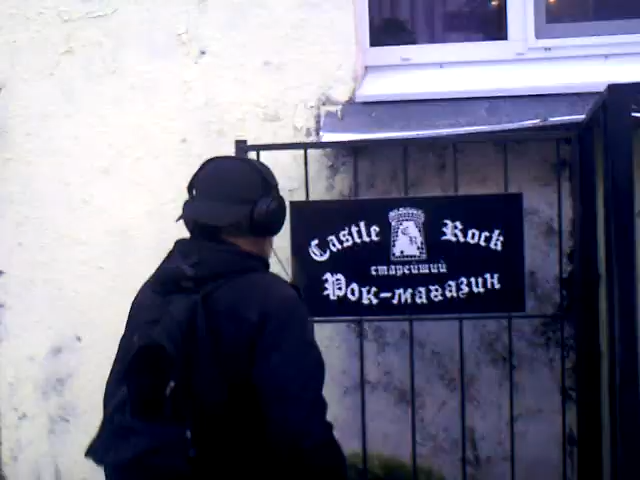 Castle Rock
старейший
Рок-магазин